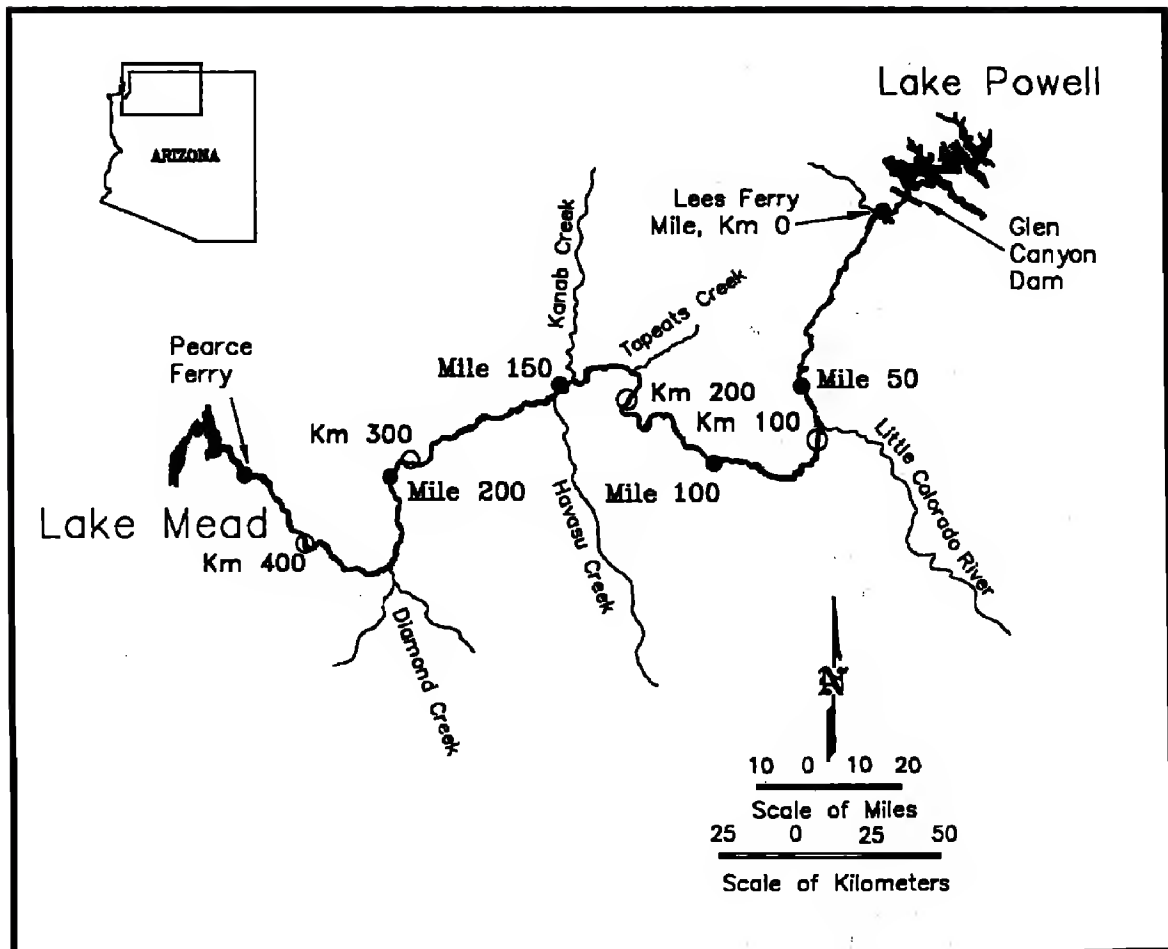 Lake Powell
ARIZONA
Lees Ferry
Mile, Km 0
Glen
Canyon
Dam
Kanab Creek
Tapeats Creek
Pearce
Ferry
Mile 150
Mile 50
Km 200
Km 100
Km 300
Mile 200
Mile 100
Havasu Creek
Little Colorado River
Lake Mead
Km 400
Diamond Creek
N
10 0 10 20
Scale of Miles
25 0 25 50
Scale of Kilometers